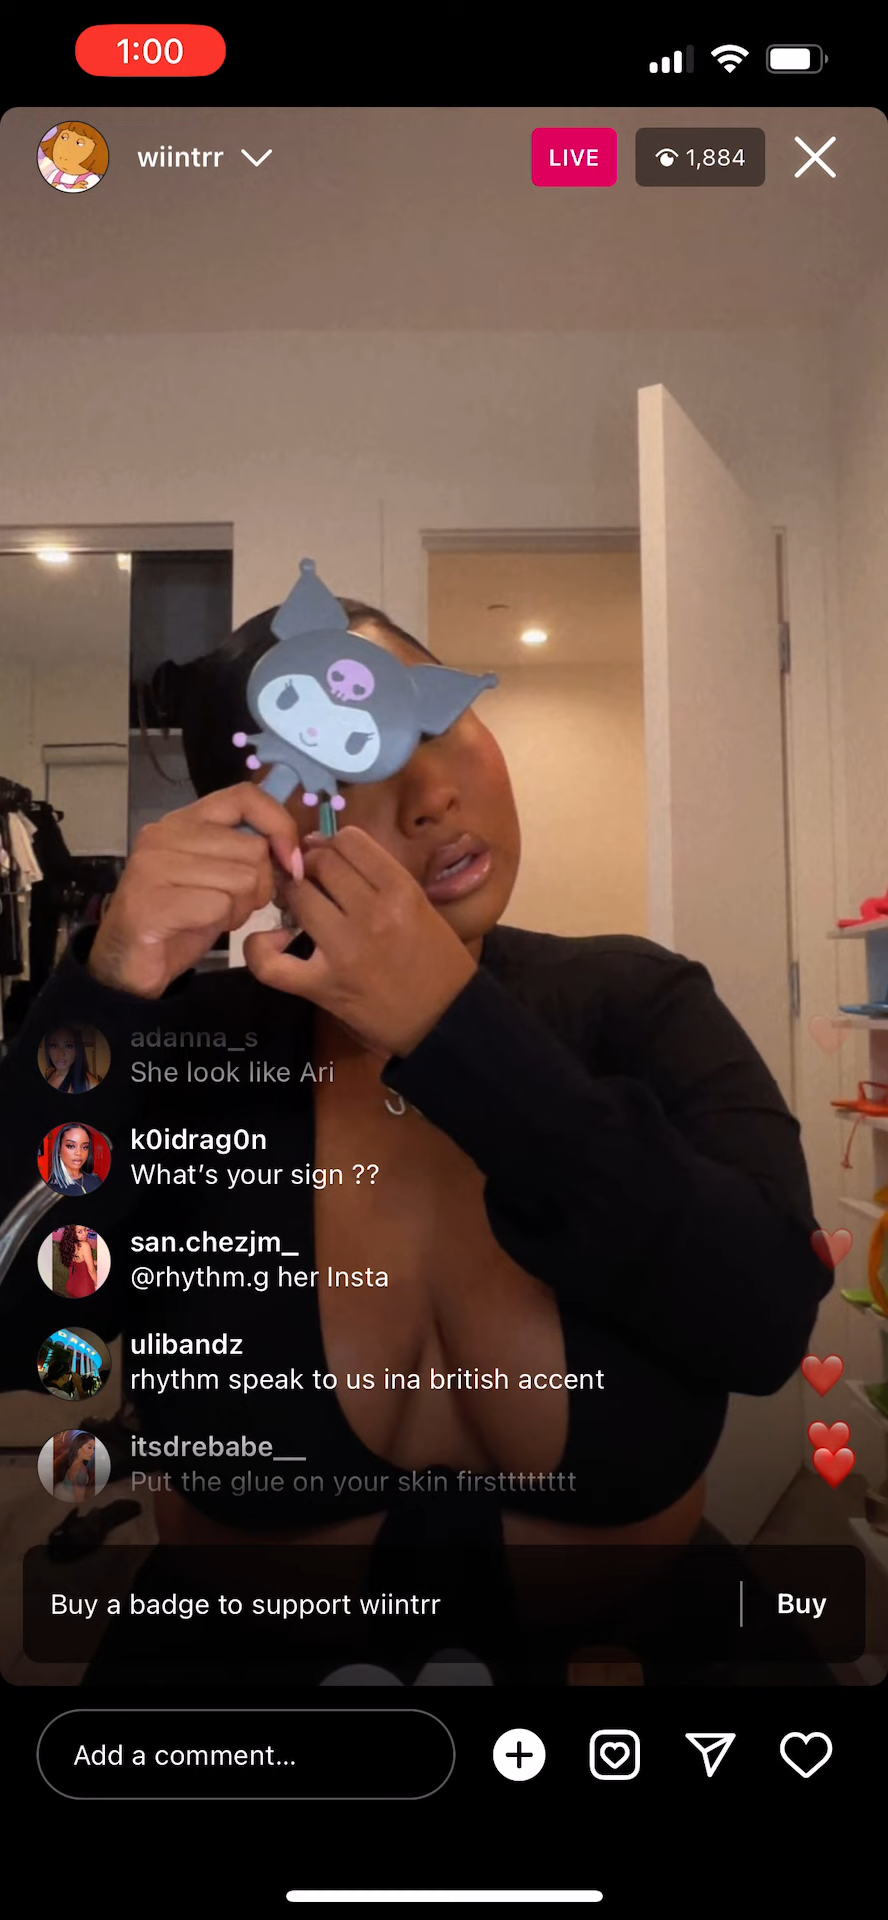 1:00
wiintrr
LIVE
1,884
adanna_s
She look like Ari
k0idrag0n
What’s your sign ??
san.chezjm_
@rhythm.g her Insta
ulibandz
rhythm speak to us ina british accent
itsdrebabe__
Put the glue on your skin firstttttttt
Buy a badge to support wiintrr
Buy
Add a comment...